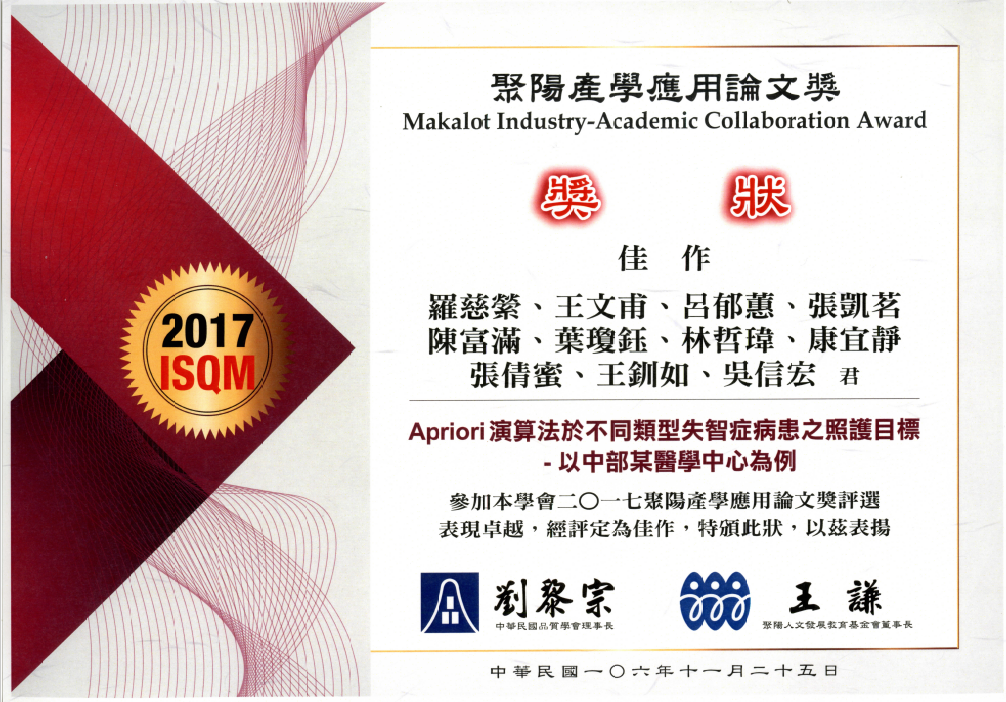 聚陽產學應用論文獎
Makalot Industry-Academic Collaboration Award
獎 狀
佳 作
羅慈縈、王文甫、呂郁蕙、張凱茗
陳富滿、葉瓊鈺、林哲瑋、康宜靜
張倩蜜、王釧如、吳信宏 君
2017
ISQM
Apriori 演算法於不同類型失智症病患之照護目標
- 以中部某醫學中心為例
參加本學會二〇一七聚陽產學應用論文獎評選
表現卓越，經評定為佳作，特頒此狀，以茲表揚
劉黎宗
中華民國品質學會理事長
王謙
聚陽人文發展教育基金會董事長
中華民國一〇六年十一月二十五日